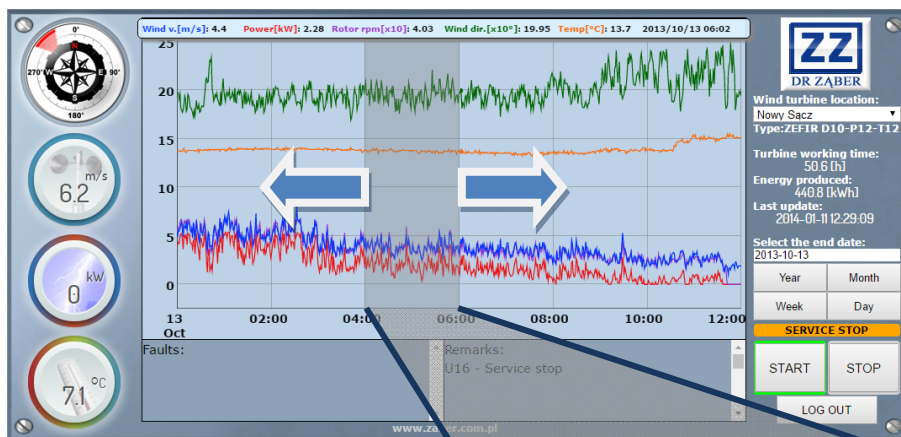 Wind v.[m/s]: 4.4 Power[kW]: 2.28 Rotor rpm[x10]: 4.03 Wind dir.[x10°]: 19.95 Temp[°C]: 13.7 2013/10/13 06:02
25
20
15
10
5
0
13 02:00 04:00 06:00 08:00 10:00 12:00
Oct
Faults:
Remarks:
U16 - Service stop
www.zaber.com.pl
0°
90°
180°
270°
N
E
S
W
6.2 m/s
0 kW
7.1 °C
ZZ
DR ZĄBER
Wind turbine location:
Nowy Sącz
Type:ZEFIR D10-P12-T12
Turbine working time:
50.6 [h]
Energy produced:
440.8 [kWh]
Last update:
2014-01-11 12:29:09
Select the end date:
2013-10-13
Year Month
Week Day
SERVICE STOP
START STOP
LOG OUT